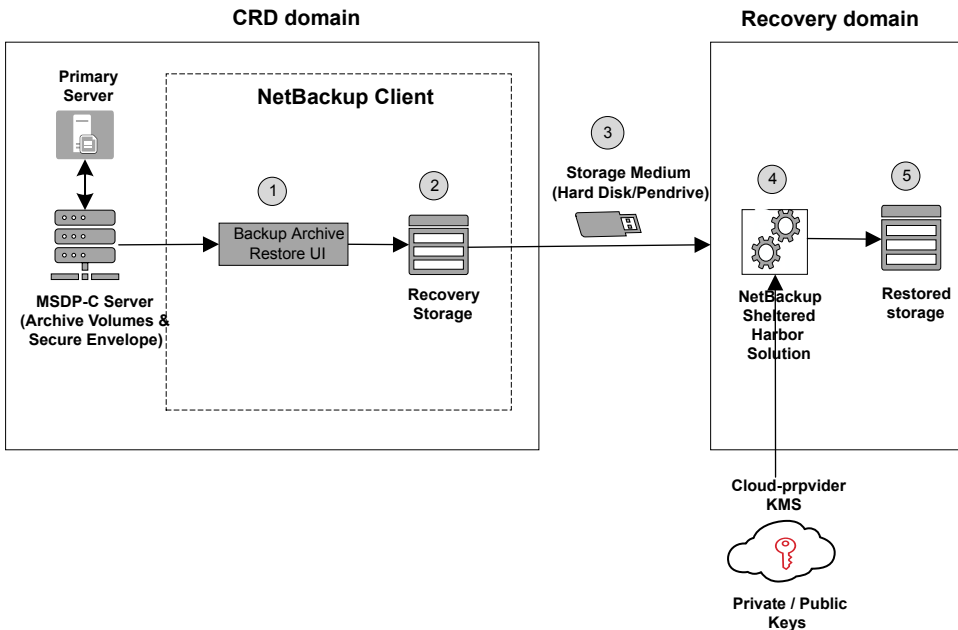 CRD domain
Recovery domain
Primary
Server
NetBackup Client
1
2
3
4
5
Storage Medium
(Hard Disk/Pendrive)
Backup Archive
Restore UI
MSDP-C Server
(Archive Volumes &
Secure Envelope)
Recovery
Storage
NetBackup
Sheltered
Harbor
Solution
Restored
storage
Cloud-prpvider
KMS
Private / Public
Keys